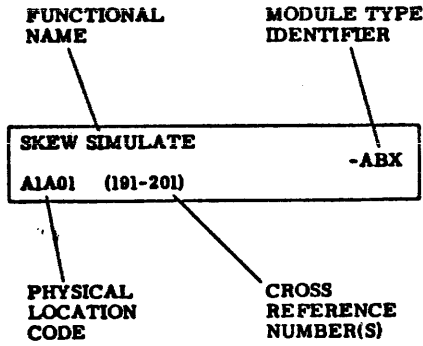 FUNCTIONAL NAME
MODULE TYPE IDENTIFIER
SKEW SIMULATE
-ABX
A1A01 (191-201)
PHYSICAL LOCATION CODE
CROSS REFERENCE NUMBER(S)